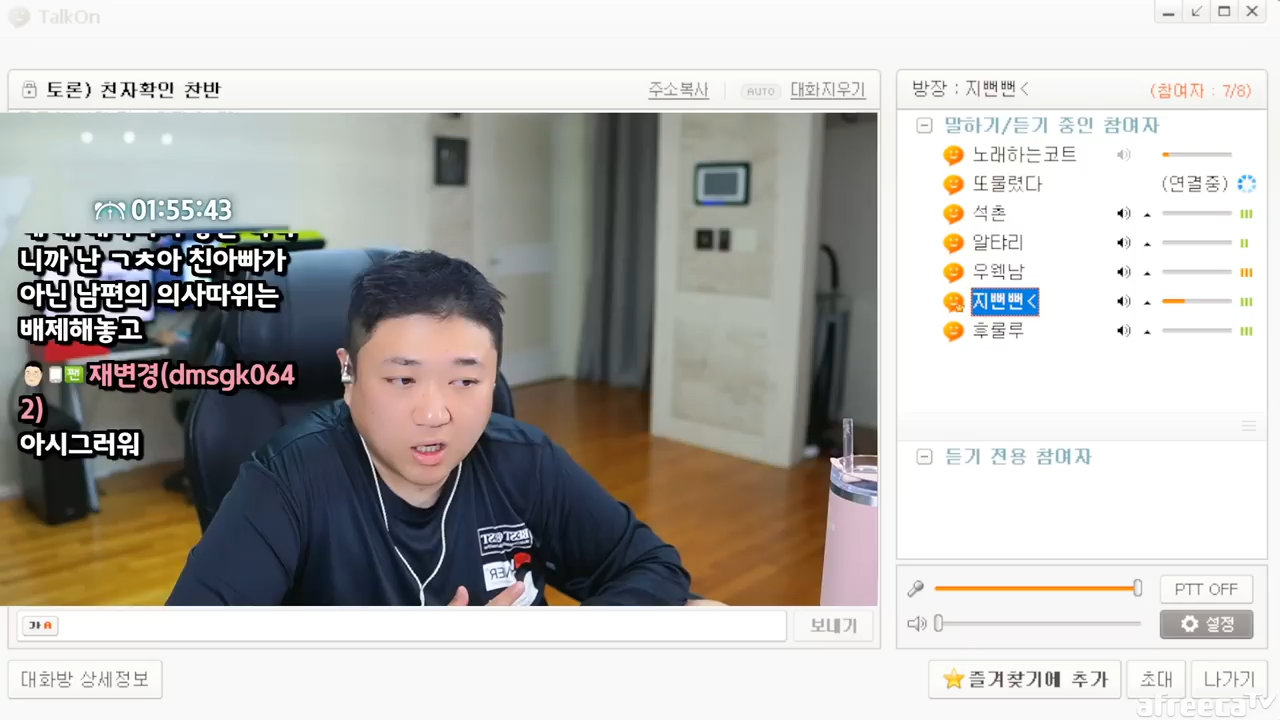 TalkOn
토론) 친자확인 찬반
주소복사
AUTO
대화지우기
방장 : 지뻔뻔<
(참여자 : 7/8)
말하기/듣기 중인 참여자
노래하는코트
또물렸다
(연결중)
석촌
알탸리
우웩남
지뻔뻔<
후룰루
01:55:43
니까 난 ㄱㅊ아 친아빠가
아닌 남편의 의사따위는
배제해놓고
재변경(dmsgk064
2)
아시그러워
듣기 전용 참여자
PTT OFF
설정
가A
보내기
대화방 상세정보
즐겨찾기에 추가
초대
나가기
afreecaTV